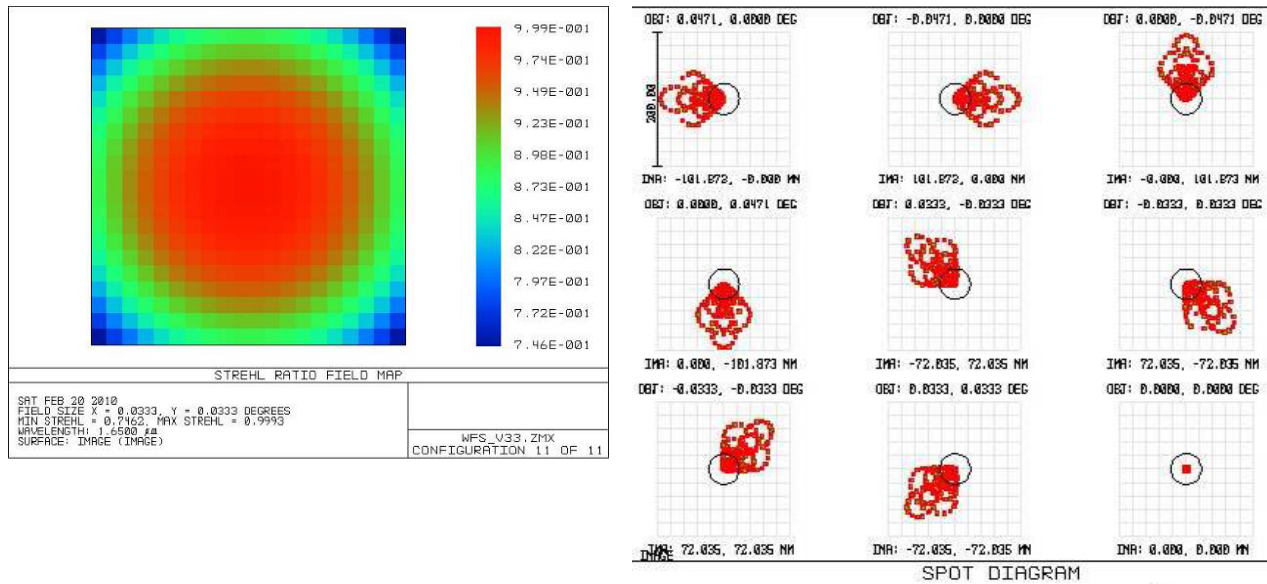 9.99E-001
9.74E-001
9.49E-001
9.23E-001
8.98E-001
8.73E-001
8.47E-001
8.22E-001
7.97E-001
7.72E-001
7.46E-001
STREHL RATIO FIELD MAP
SAT FEB 20 2010
FIELD SIZE X = 0.0333, Y = 0.0333 DEGREES
MIN STREHL = 0.7462, MAX STREHL = 0.9993
WAVELENGTH: 1.6500 µm
SURFACE: IMAGE (IMAGE)
WFS_V33.ZMX
CONFIGURATION 11 OF 11
OBJ: 0.0471, 0.0000 DEG
OBJ: -0.0471, 0.0000 DEG
OBJ: 0.0000, -0.0471 DEG
200.00
IMA: -101.873, -0.000 MM
IMA: 101.873, 0.000 MM
IMA: -0.000, 101.873 MM
OBJ: 0.0000, 0.0471 DEG
OBJ: 0.0333, -0.0333 DEG
OBJ: -0.0333, 0.0333 DEG
IMA: 0.000, -101.873 MM
IMA: -72.035, 72.035 MM
IMA: 72.035, -72.035 MM
OBJ: -0.0333, -0.0333 DEG
OBJ: 0.0333, 0.0333 DEG
OBJ: 0.0000, 0.0000 DEG
IMA: 72.035, 72.035 MM
IMA: -72.035, -72.035 MM
IMA: 0.000, 0.000 MM
SPOT DIAGRAM